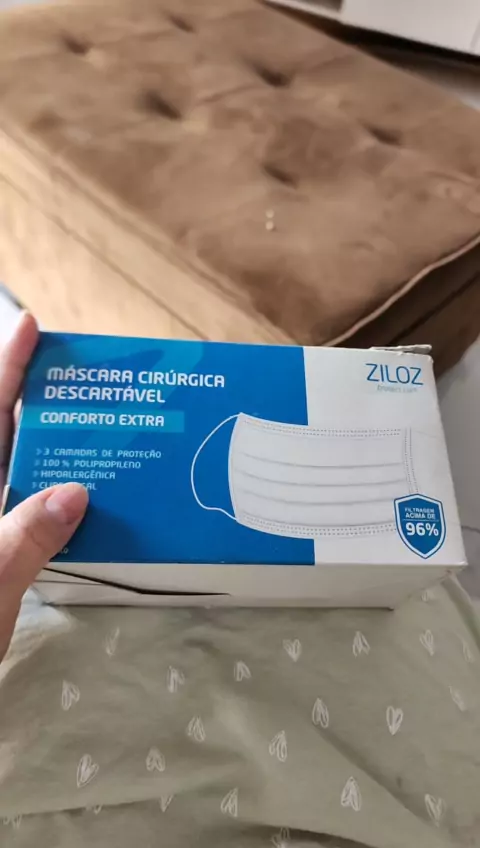 MÁSCARA CIRÚRGICA
DESCARTÁVEL
CONFORTO EXTRA
3 CAMADAS DE PROTEÇÃO
100 % POLIPROPILENO
HIPOALERGÊNICA
ZILOZ
FILTRAGEM
ACIMA DE
96%